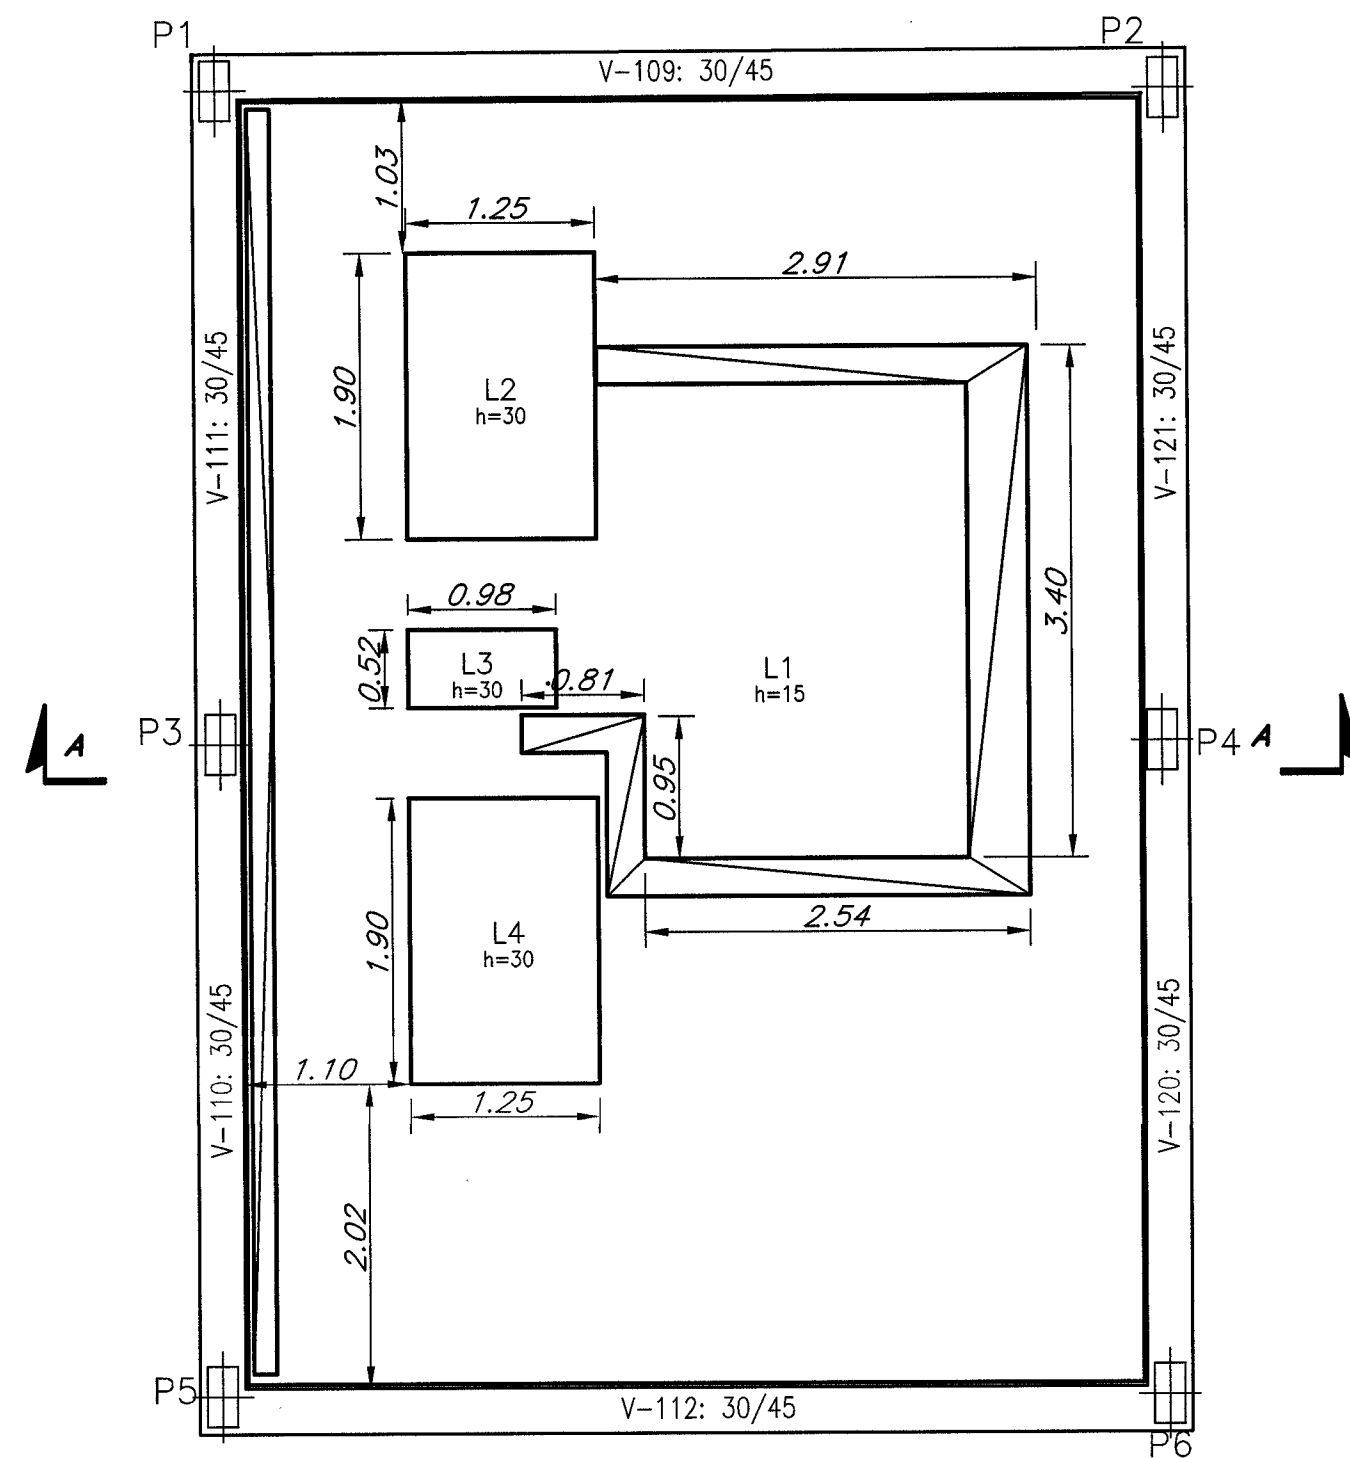 P1
P2
V-109: 30/45
1.03
1.25
2.91
V-111: 30/45
V-121: 30/45
1.90
L2
h=30
3.40
0.98
0.52
L3
h=30
0.81
L1
h=15
P3
A
P4
A
0.95
1.90
L4
h=30
2.54
V-110: 30/45
V-120: 30/45
1.10
1.25
2.02
P5
V-112: 30/45
P6